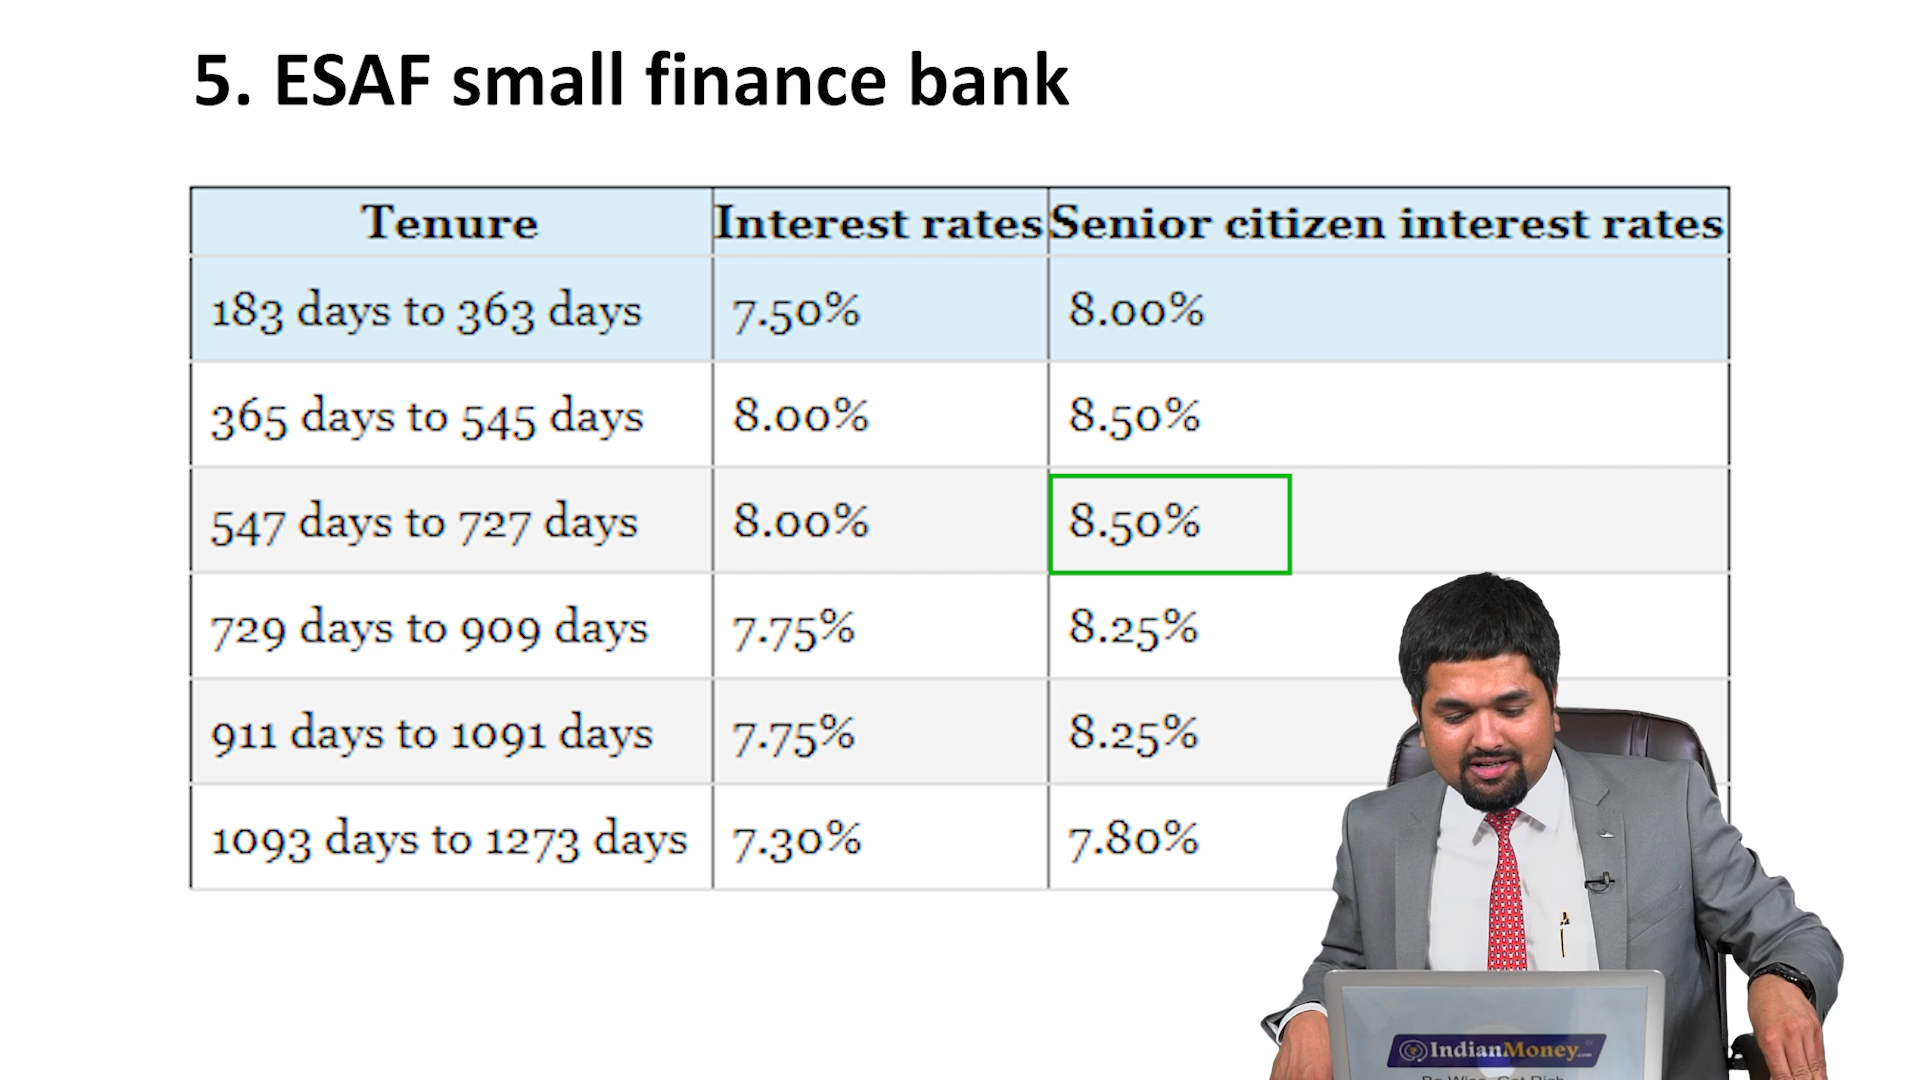 5. ESAF small finance bank
Tenure Interest rates Senior citizen interest rates
183 days to 363 days 7.50% 8.00%
365 days to 545 days 8.00% 8.50%
547 days to 727 days 8.00% 8.50%
729 days to 909 days 7.75% 8.25%
911 days to 1091 days 7.75% 8.25%
1093 days to 1273 days 7.30% 7.80%
IndianMoney.com